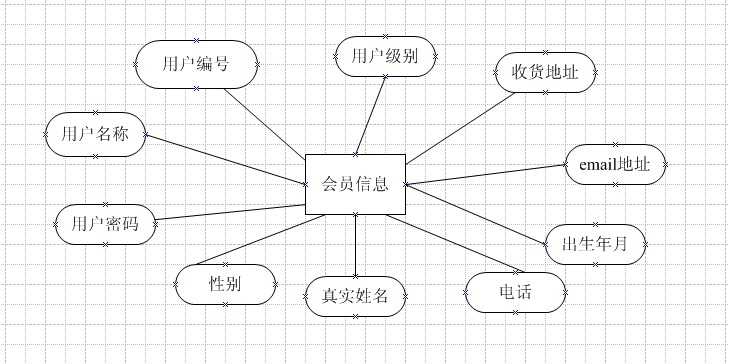 用户编号
用户级别
收货地址
用户名称
email地址
会员信息
用户密码
出生年月
性别
真实姓名
电话